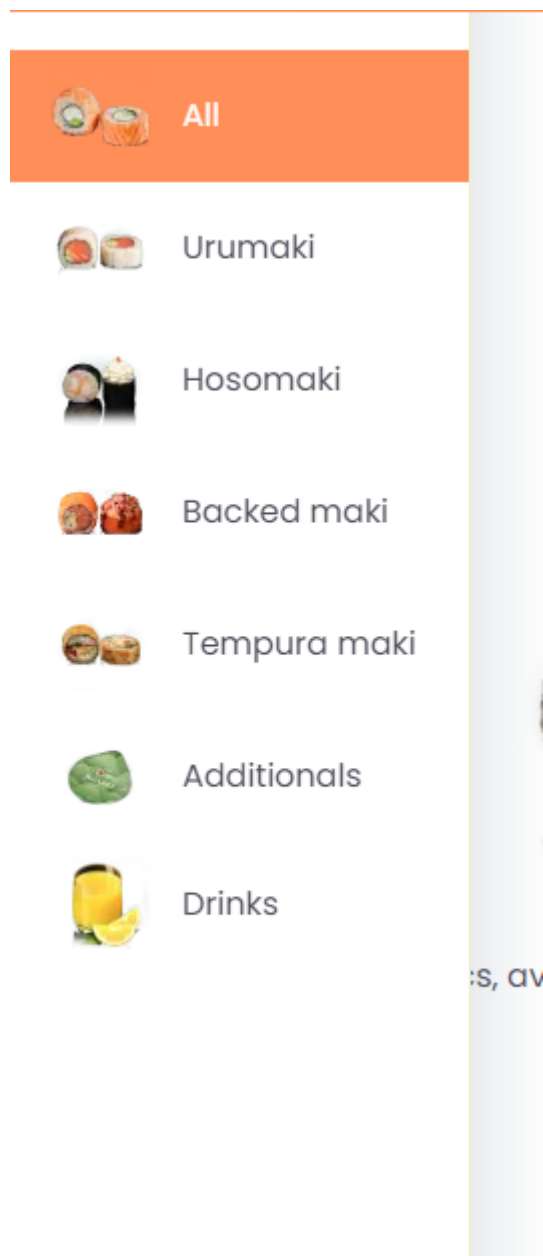 All
Urumaki
Hosomaki
Backed maki
Tempura maki
Additionals
Drinks